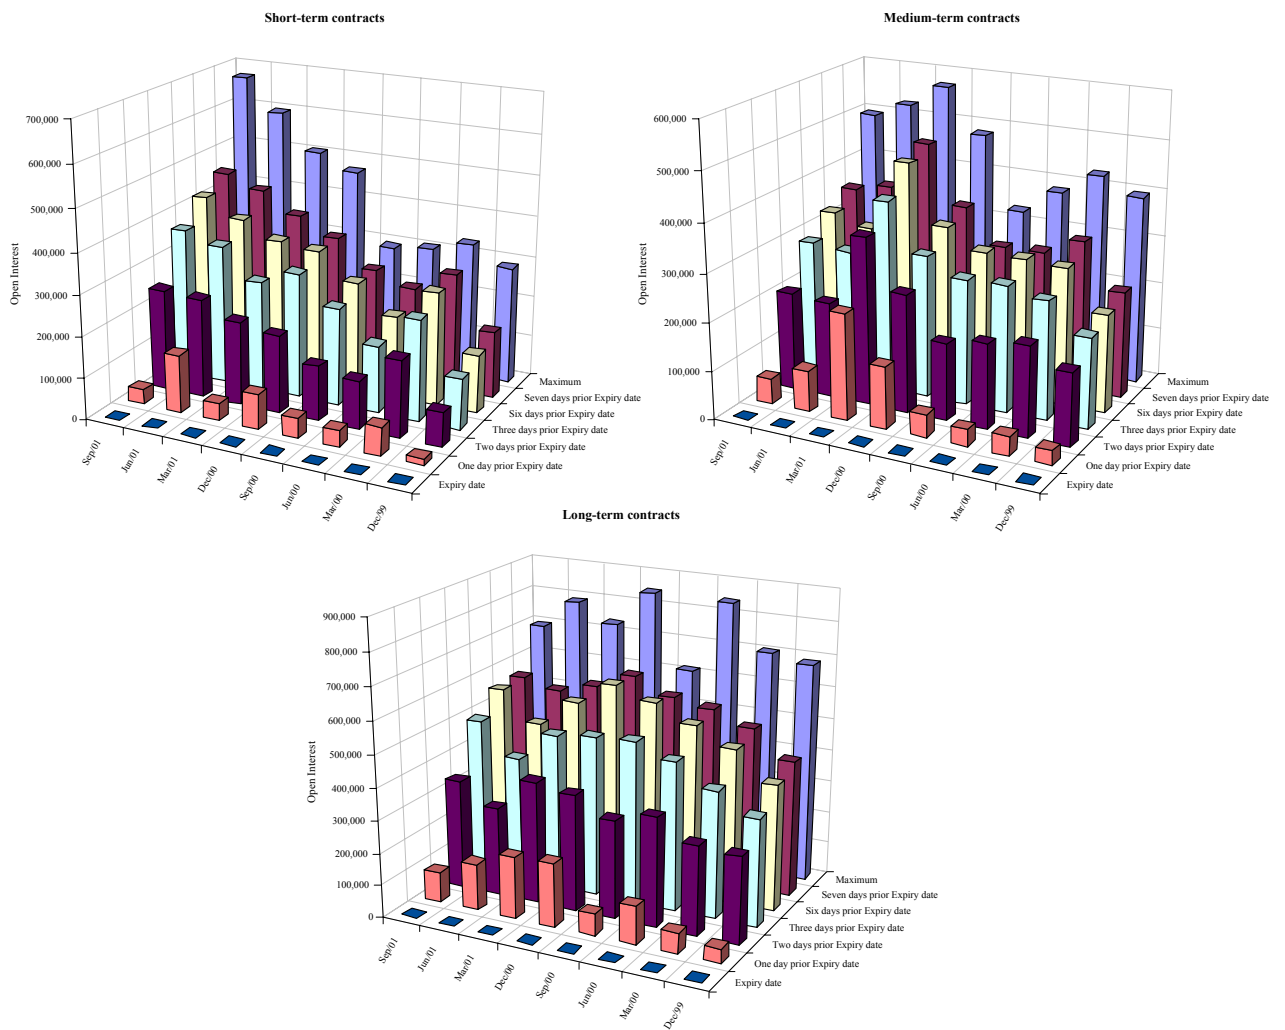 Short-term contracts
700,000
600,000
500,000
400,000
300,000
200,000
100,000
0
Open Interest
Sep/01
Jun/01
Mar/01
Dec/00
Sep/00
Jun/00
Mar/00
Dec/99
Maximum
Seven days prior Expiry date
Six days prior Expiry date
Three days prior Expiry date
Two days prior Expiry date
One day prior Expiry date
Expiry date
Medium-term contracts
600,000
500,000
400,000
300,000
200,000
100,000
0
Open Interest
Sep/01
Jun/01
Mar/01
Dec/00
Sep/00
Jun/00
Mar/00
Dec/99
Maximum
Seven days prior Expiry date
Six days prior Expiry date
Three days prior Expiry date
Two days prior Expiry date
One day prior Expiry date
Expiry date
Long-term contracts
900,000
800,000
700,000
600,000
500,000
400,000
300,000
200,000
100,000
0
Open Interest
Sep/01
Jun/01
Mar/01
Dec/00
Sep/00
Jun/00
Mar/00
Dec/99
Maximum
Seven days prior Expiry date
Six days prior Expiry date
Three days prior Expiry date
Two days prior Expiry date
One day prior Expiry date
Expiry date